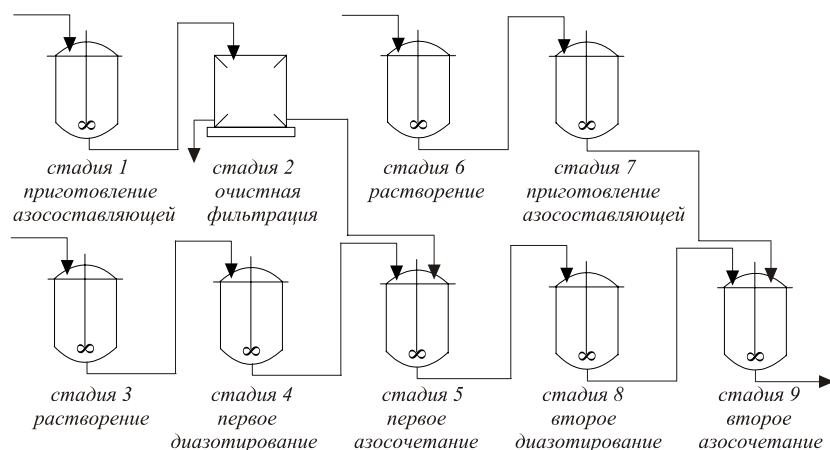 стадия 1
приготовление
азосоставляющей
стадия 2
очистная
фильтрация
стадия 6
растворение
стадия 7
приготовление
азосоставляющей
стадия 3
растворение
стадия 4
первое
диазотирование
стадия 5
первое
азосочетание
стадия 8
второе
диазотирование
стадия 9
второе
азосочетание